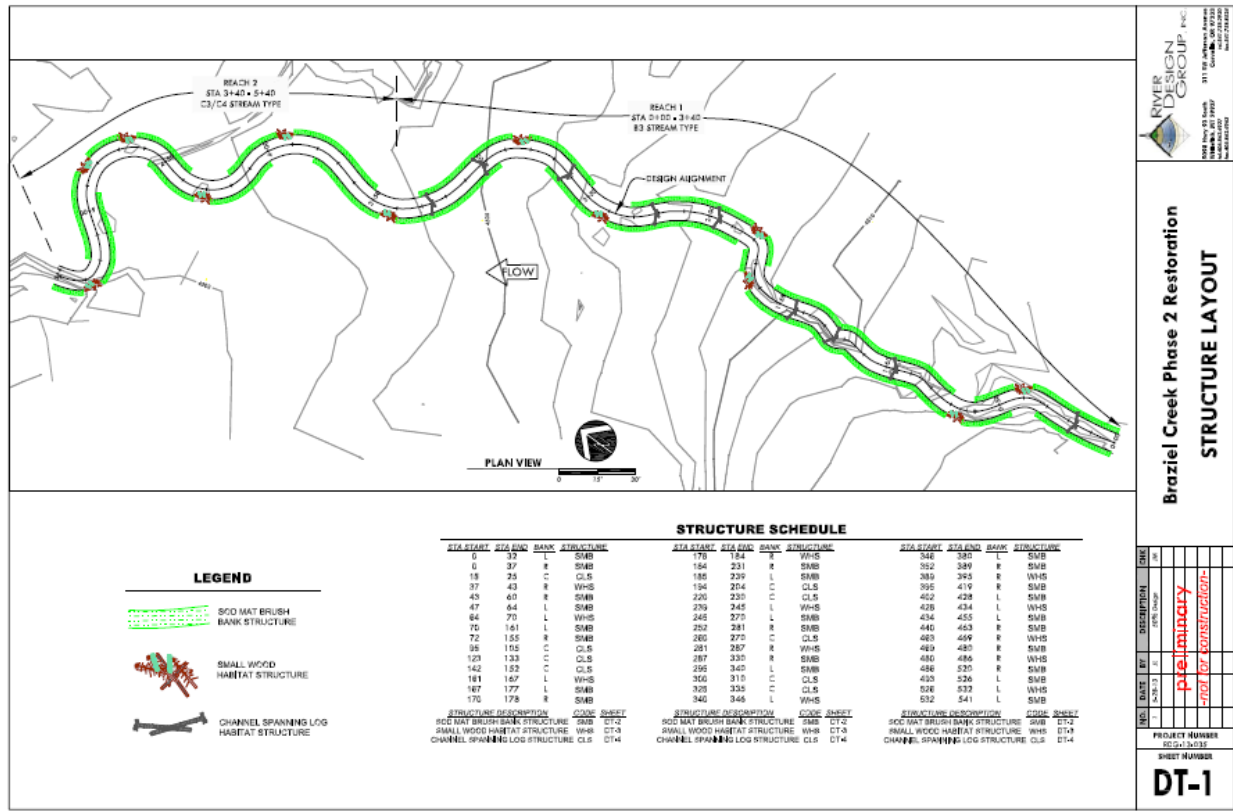 REACH 2
STA 3+40 - 5+40
C3/C4 STREAM TYPE
REACH 1
STA 0+00 - 3+40
B3 STREAM TYPE
DESIGN ALIGNMENT
FLOW
PLAN VIEW
0 15' 30'
LEGEND
SOD MAT BRUSH
BANK STRUCTURE
SMALL WOOD
HABITAT STRUCTURE
CHANNEL SPANNING LOG
HABITAT STRUCTURE
STRUCTURE SCHEDULE
STA START STA END BANK STRUCTURE
0 32 L SMB
0 37 R SMB
15 25 C CLS
37 43 R WHS
43 60 R SMB
47 64 L SMB
64 70 L WHS
70 161 L SMB
72 155 R SMB
95 105 C CLS
123 133 C CLS
142 152 C CLS
161 167 L WHS
167 177 L SMB
170 178 R SMB
STRUCTURE DESCRIPTION CODE SHEET
SOD MAT BRUSH BANK STRUCTURE SMB DT-2
SMALL WOOD HABITAT STRUCTURE WHS DT-3
CHANNEL SPANNING LOG STRUCTURE CLS DT-4
STA START STA END BANK STRUCTURE
178 184 R WHS
184 231 R SMB
185 239 L SMB
194 204 C CLS
220 230 C CLS
239 245 L WHS
245 270 L SMB
252 281 R SMB
260 270 C CLS
281 287 R WHS
287 330 R SMB
295 340 L SMB
300 310 C CLS
325 335 C CLS
340 346 L WHS
STRUCTURE DESCRIPTION CODE SHEET
SOD MAT BRUSH BANK STRUCTURE SMB DT-2
SMALL WOOD HABITAT STRUCTURE WHS DT-3
CHANNEL SPANNING LOG STRUCTURE CLS DT-4
STA START STA END BANK STRUCTURE
346 380 L SMB
352 389 R SMB
389 395 R WHS
395 419 R SMB
402 428 L SMB
428 434 L WHS
434 455 L SMB
440 463 R SMB
463 469 R WHS
469 480 R SMB
480 486 R WHS
486 520 R SMB
493 526 L SMB
526 532 L WHS
532 541 L SMB
STRUCTURE DESCRIPTION CODE SHEET
SOD MAT BRUSH BANK STRUCTURE SMB DT-2
SMALL WOOD HABITAT STRUCTURE WHS DT-3
CHANNEL SPANNING LOG STRUCTURE CLS DT-4
RIVER
DESIGN
GROUP, INC.
Braziel Creek Phase 2 Restoration
STRUCTURE LAYOUT
NO. DATE BY DESCRIPTION CHK
preliminary
-not for construction-
PROJECT NUMBER
RDG-13-035
SHEET NUMBER
DT-1